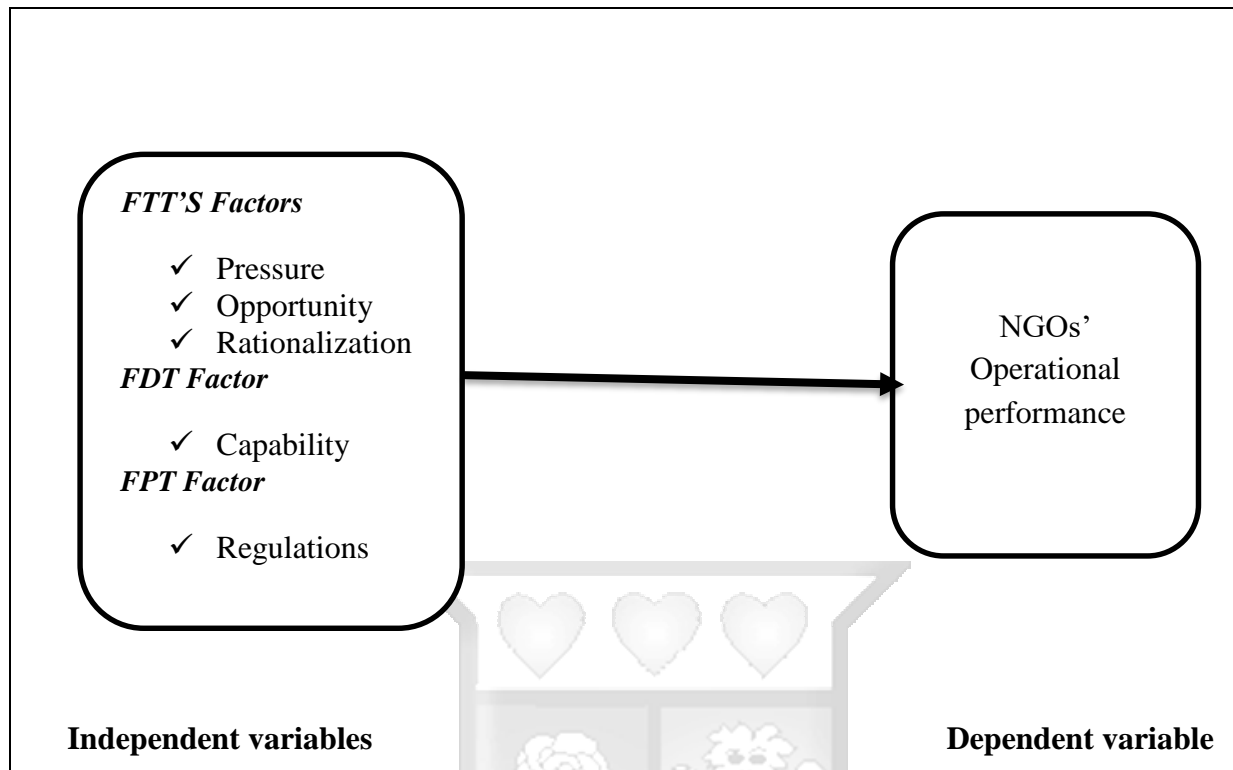 FTT’S Factors
✓ Pressure
✓ Opportunity
✓ Rationalization
FDT Factor
✓ Capability
FPT Factor
✓ Regulations
NGOs’
Operational
performance
Independent variables
Dependent variable